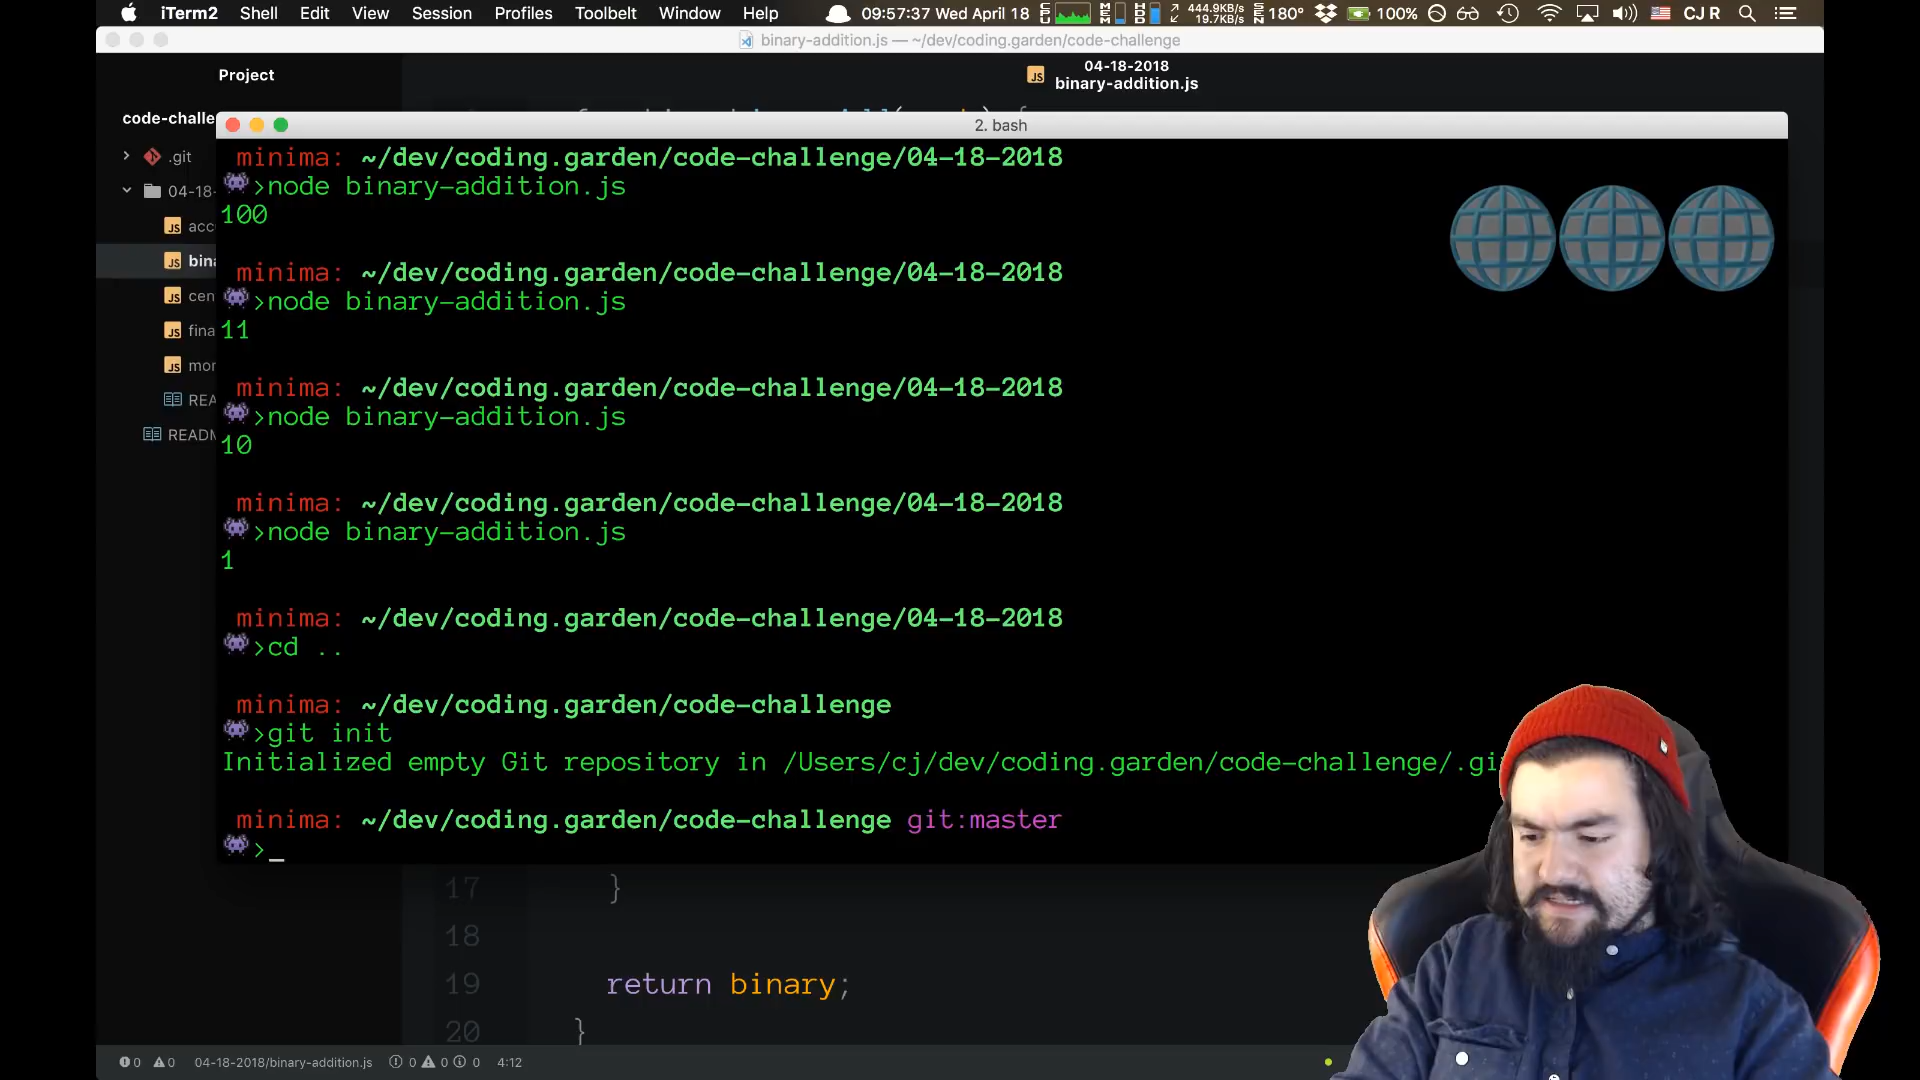 iTerm2 Shell Edit View Session Profiles Toolbelt Window Help 09:57:37 Wed April 18 444.9KB/s 19.7KB/s 180° 100% CJ R
binary-addition.js — ~/dev/coding.garden/code-challenge
Project
04-18-2018
binary-addition.js
code-challe
2. bash
.git
04-18-
acc
bina
cen
fina
mor
REA
READM
minima: ~/dev/coding.garden/code-challenge/04-18-2018
>node binary-addition.js
100
minima: ~/dev/coding.garden/code-challenge/04-18-2018
>node binary-addition.js
11
minima: ~/dev/coding.garden/code-challenge/04-18-2018
>node binary-addition.js
10
minima: ~/dev/coding.garden/code-challenge/04-18-2018
>node binary-addition.js
1
minima: ~/dev/coding.garden/code-challenge/04-18-2018
>cd ..
minima: ~/dev/coding.garden/code-challenge
>git init
Initialized empty Git repository in /Users/cj/dev/coding.garden/code-challenge/.gi
minima: ~/dev/coding.garden/code-challenge git:master
>_
17 }
18
19 return binary;
20 }
0 0 04-18-2018/binary-addition.js 0 0 0 4:12